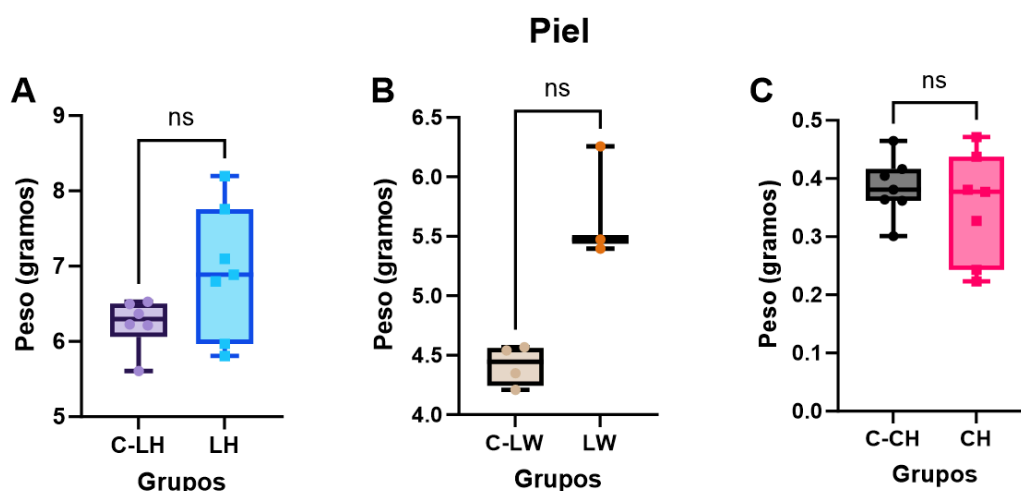 Piel
A
ns
9
8
7
6
5
Peso (gramos)
C-LH LH
Grupos
B
ns
6.5
6.0
5.5
5.0
4.5
4.0
Peso (gramos)
C-LW LW
Grupos
C
ns
0.5
0.4
0.3
0.2
0.1
0.0
Peso (gramos)
C-CH CH
Grupos